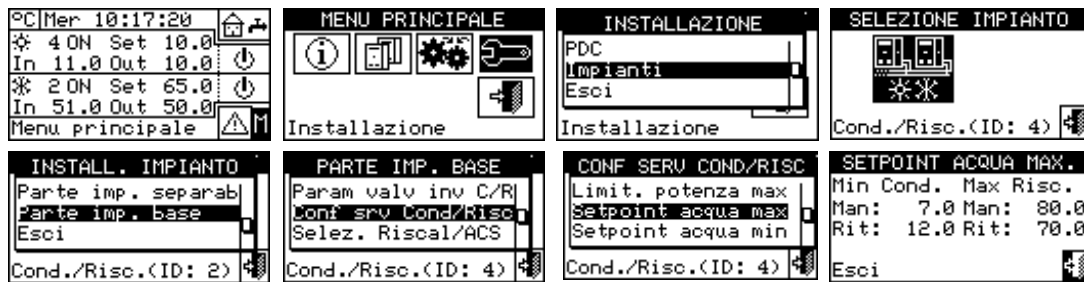 °C Mer 10:17:20
4 ON Set 10.0
In 11.0 Out 10.0
2 ON Set 65.0
In 51.0 Out 50.0
Menu principale M
MENU PRINCIPALE
Installazione
INSTALLAZIONE
PDC
Impianti
Esci
Installazione
SELEZIONE IMPIANTO
Cond./Risc.(ID: 4)
INSTALL. IMPIANTO
Parte imp. separab
Parte imp. base
Esci
Cond./Risc.(ID: 2)
PARTE IMP. BASE
Param valv inv C/R
Conf srv Cond/Risc
Selez. Riscal/ACS
Cond./Risc.(ID: 4)
CONF SERV COND/RISC
Limit. potenza max
Setpoint acqua max
Setpoint acqua min
Cond./Risc.(ID: 4)
SETPOINT ACQUA MAX.
Min Cond. Max Risc.
Man: 7.0 Man: 80.0
Rit: 12.0 Rit: 70.0
Esci